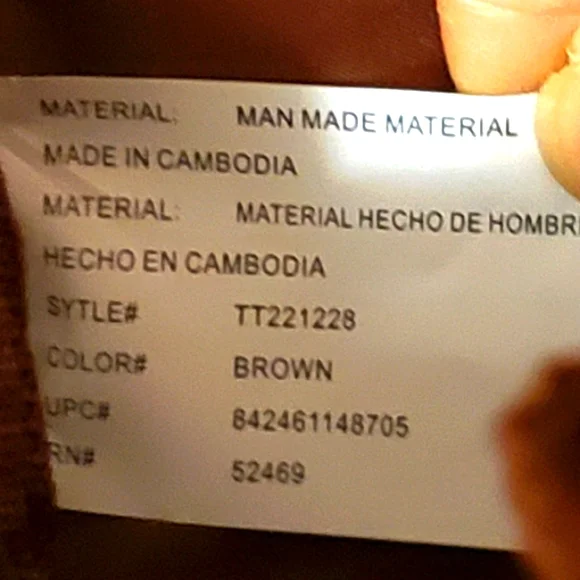 MATERIAL: MAN MADE MATERIAL
MADE IN CAMBODIA
MATERIAL: MATERIAL HECHO DE HOMBR
HECHO EN CAMBODIA
SYTLE# TT221228
COLOR# BROWN
UPC# 842461148705
RN# 52469